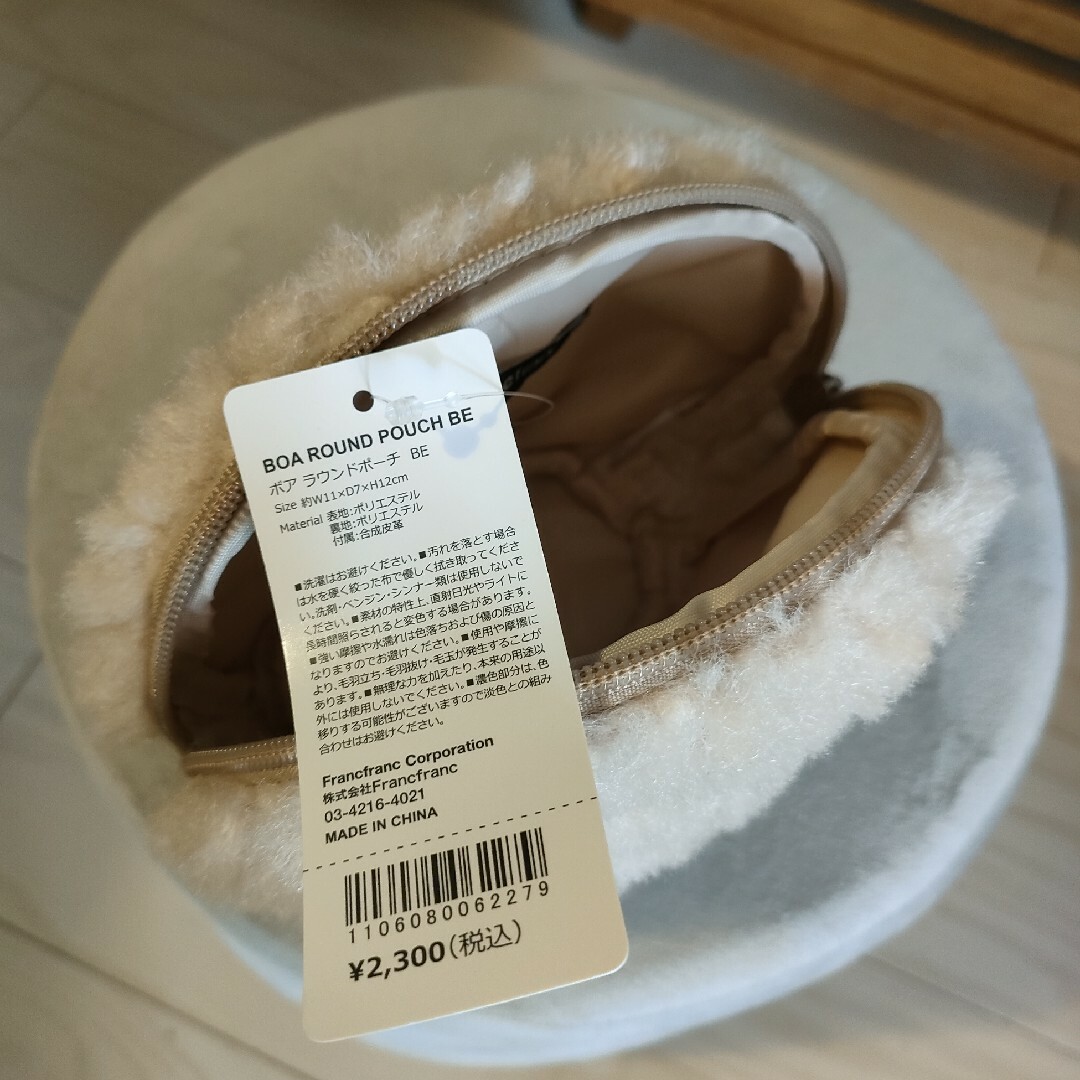 BOA ROUND POUCH BE
ボア ラウンドポーチ BE
Size 約W11×D7×H12cm
Material 表地:ポリエステル
裏地:ポリエステル
付属:合成皮革
■洗濯はお避けください。■汚れを落とす場合
は水を硬く絞った布で優しく拭き取ってくださ
い。洗剤・ベンジン・シンナー類は使用しないで
ください。■素材の特性上、直射日光やライトに
長時間照らされると変色する場合があります。
■強い摩擦や水濡れは色落ちおよび傷の原因と
なりますのでお避けください。■使用や摩擦に
より、毛羽立ち・毛羽抜け・毛玉が発生することが
あります。■無理な力を加えたり、本来の用途以
外には使用しないでください。■濃色部分は、色
移りする可能性がございますので淡色との組み
合わせはお避けください。
Francfranc Corporation
株式会社Francfranc
03-4216-4021
MADE IN CHINA
1106080062279
¥2,300(税込)